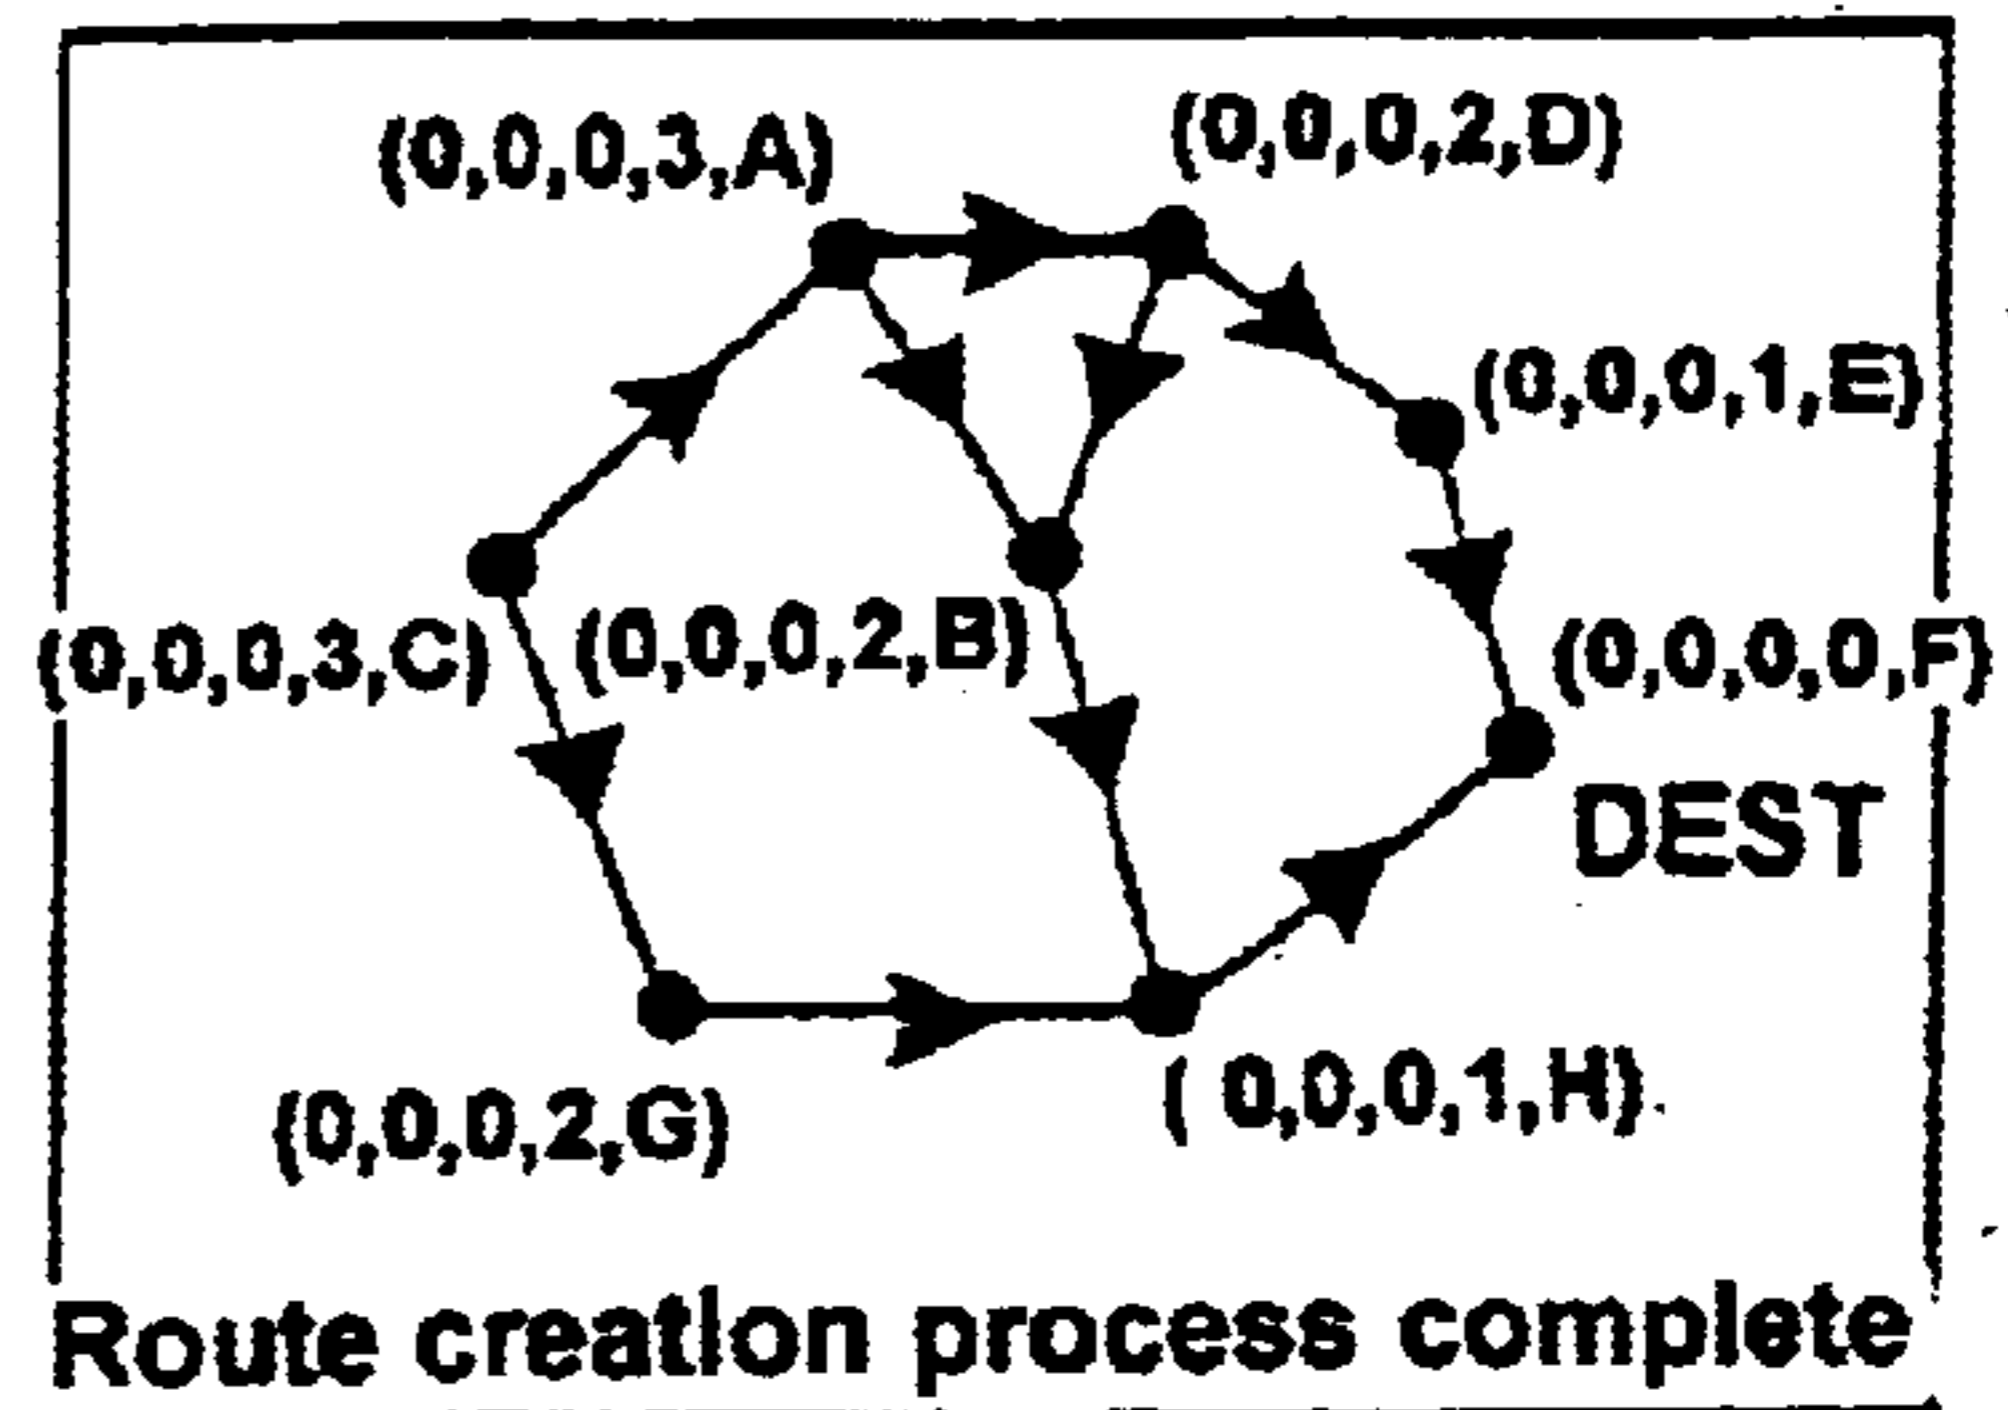 (0,0,0,3,A)
(0,0,0,2,D)
(0,0,0,1,E)
(0,0,0,3,C)
(0,0,0,2,B)
(0,0,0,0,F)
DEST
(0,0,0,2,G)
( 0,0,0,1,H)
Route creation process complete